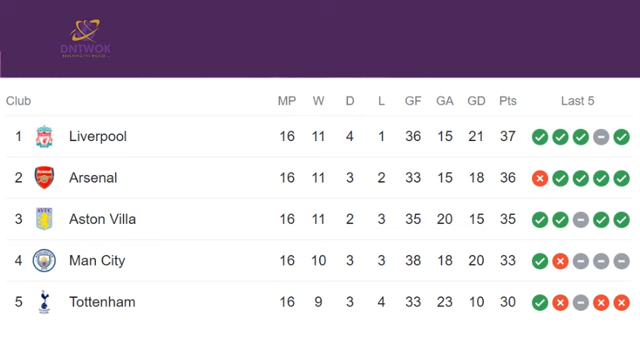 DNTWOK
Club MP W D L GF GA GD Pts Last 5
1 Liverpool 16 11 4 1 36 15 21 37
2 Arsenal 16 11 3 2 33 15 18 36
3 Aston Villa 16 11 2 3 35 20 15 35
4 Man City 16 10 3 3 38 18 20 33
5 Tottenham 16 9 3 4 33 23 10 30